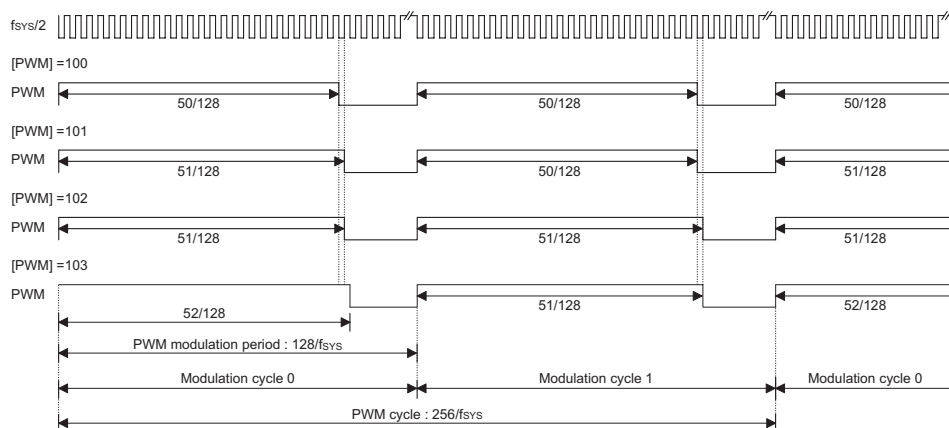 fSYS/2
[PWM] =100
PWM
50/128 50/128 50/128
[PWM] =101
PWM
51/128 50/128 51/128
[PWM] =102
PWM
51/128 51/128 51/128
[PWM] =103
PWM
52/128 51/128 52/128
PWM modulation period : 128/fSYS
Modulation cycle 0 Modulation cycle 1 Modulation cycle 0
PWM cycle : 256/fSYS